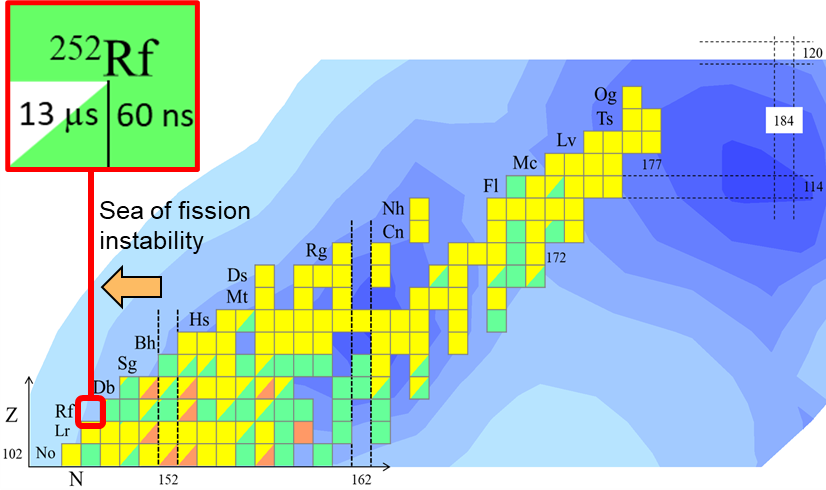 252Rf
13 μs 60 ns
Sea of fission
instability
Og
Ts
Lv
Mc
Fl
Nh
Cn
Rg
Ds
Mt
Hs
Bh
Sg
Db
Rf
Lr
No
Z
102
N
152
162
172
177
184
120
114